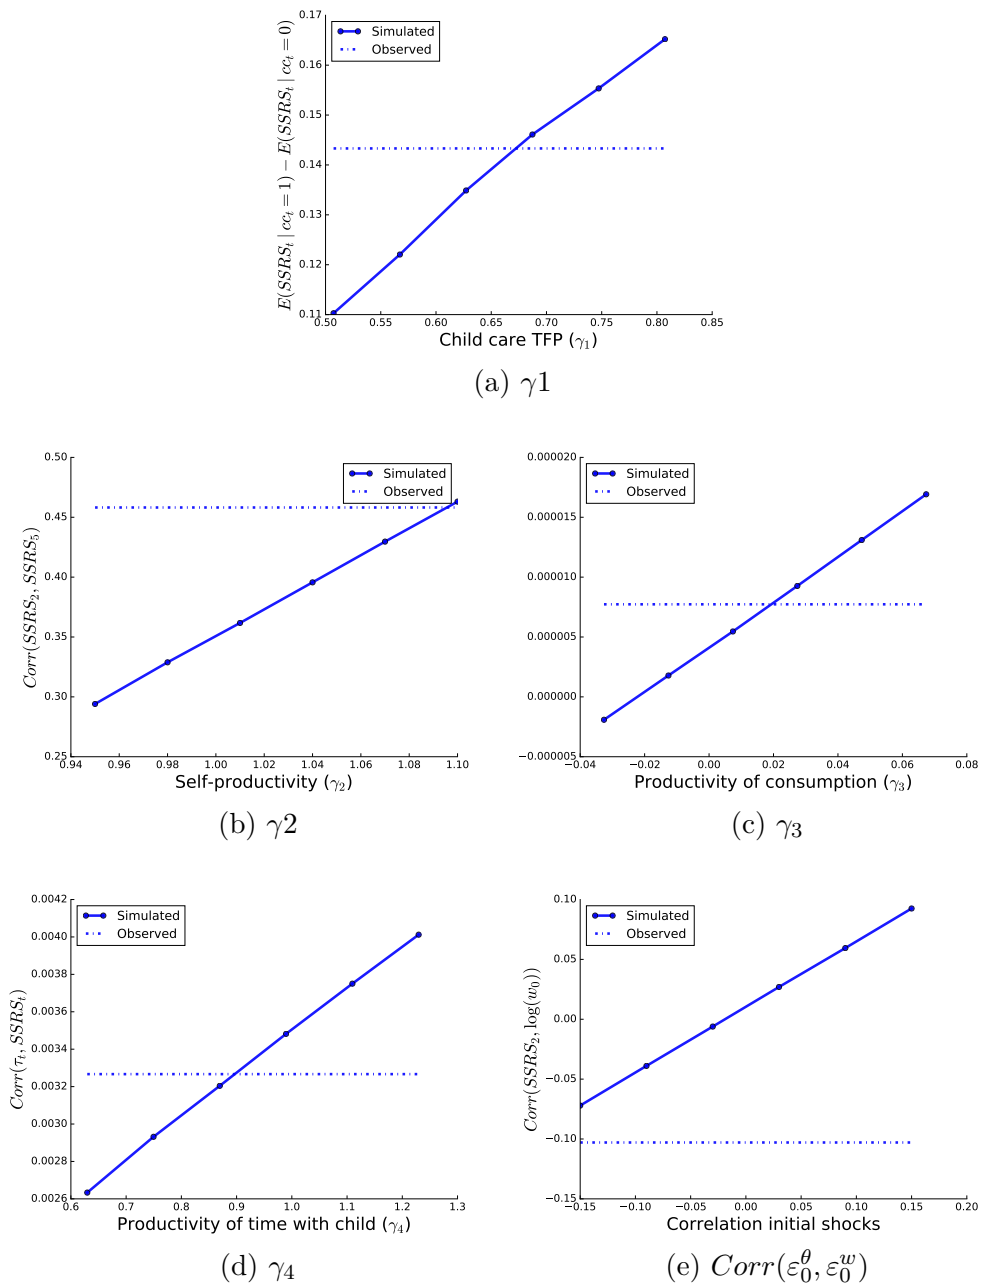 0.17
0.16
0.15
0.14
0.13
0.12
0.11
E(SSRS_t | cc_t = 1) − E(SSRS_t | cc_t = 0)
Simulated
Observed
0.50 0.55 0.60 0.65 0.70 0.75 0.80 0.85
Child care TFP (γ₁)
(a) γ1
0.50
0.45
0.40
0.35
0.30
0.25
Corr(SSRS₂, SSRS₅)
Simulated
Observed
0.94 0.96 0.98 1.00 1.02 1.04 1.06 1.08 1.10
Self-productivity (γ₂)
(b) γ2
0.000020
0.000015
0.000010
0.000005
0.000000
−0.000005
Simulated
Observed
−0.04 −0.02 0.00 0.02 0.04 0.06 0.08
Productivity of consumption (γ₃)
(c) γ₃
0.0042
0.0040
0.0038
0.0036
0.0034
0.0032
0.0030
0.0028
0.0026
Corr(τ_t, SSRS_t)
Simulated
Observed
0.6 0.7 0.8 0.9 1.0 1.1 1.2 1.3
Productivity of time with child (γ₄)
(d) γ₄
0.10
0.05
0.00
−0.05
−0.10
−0.15
Corr(SSRS₂, log(w₀))
Simulated
Observed
−0.15 −0.10 −0.05 0.00 0.05 0.10 0.15 0.20
Correlation initial shocks
(e) Corr(ε₀^θ, ε₀^w)